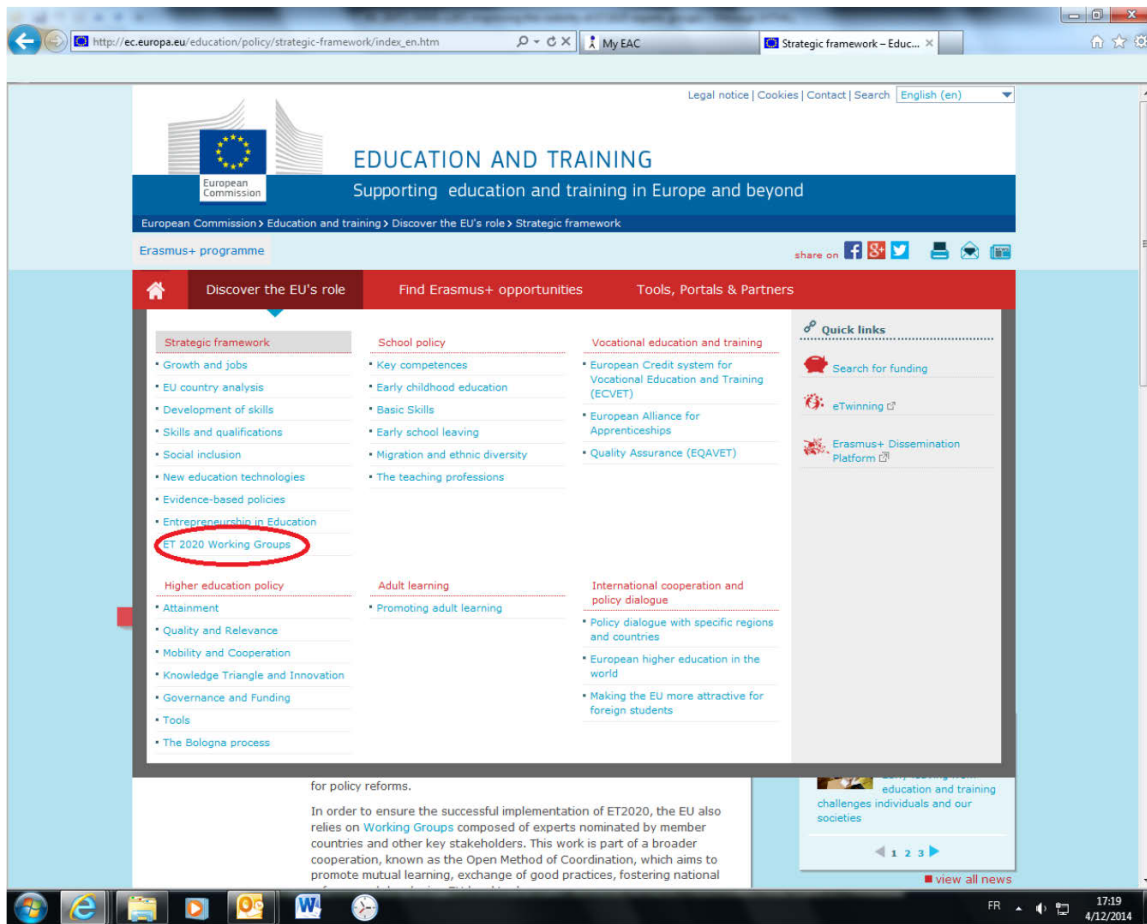 http://ec.europa.eu/education/policy/strategic-framework/index_en.htm
My EAC
Strategic framework – Educ...
Legal notice | Cookies | Contact | Search English (en)
European
Commission
EDUCATION AND TRAINING
Supporting education and training in Europe and beyond
European Commission > Education and training > Discover the EU's role > Strategic framework
Erasmus+ programme
share on
Discover the EU's role
Find Erasmus+ opportunities
Tools, Portals & Partners
Strategic framework
• Growth and jobs
• EU country analysis
• Development of skills
• Skills and qualifications
• Social inclusion
• New education technologies
• Evidence-based policies
• Entrepreneurship in Education
ET 2020 Working Groups
School policy
• Key competences
• Early childhood education
• Basic Skills
• Early school leaving
• Migration and ethnic diversity
• The teaching professions
Vocational education and training
• European Credit system for
Vocational Education and Training
(ECVET)
• European Alliance for
Apprenticeships
• Quality Assurance (EQAVET)
Quick links
Search for funding
eTwinning
Erasmus+ Dissemination
Platform
Higher education policy
• Attainment
• Quality and Relevance
• Mobility and Cooperation
• Knowledge Triangle and Innovation
• Governance and Funding
• Tools
• The Bologna process
Adult learning
• Promoting adult learning
International cooperation and
policy dialogue
• Policy dialogue with specific regions
and countries
• European higher education in the
world
• Making the EU more attractive for
foreign students
for policy reforms.
In order to ensure the successful implementation of ET2020, the EU also
relies on Working Groups composed of experts nominated by member
countries and other key stakeholders. This work is part of a broader
cooperation, known as the Open Method of Coordination, which aims to
promote mutual learning, exchange of good practices, fostering national
education and training
challenges individuals and our
societies
1 2 3
view all news
FR
17:19
4/12/2014